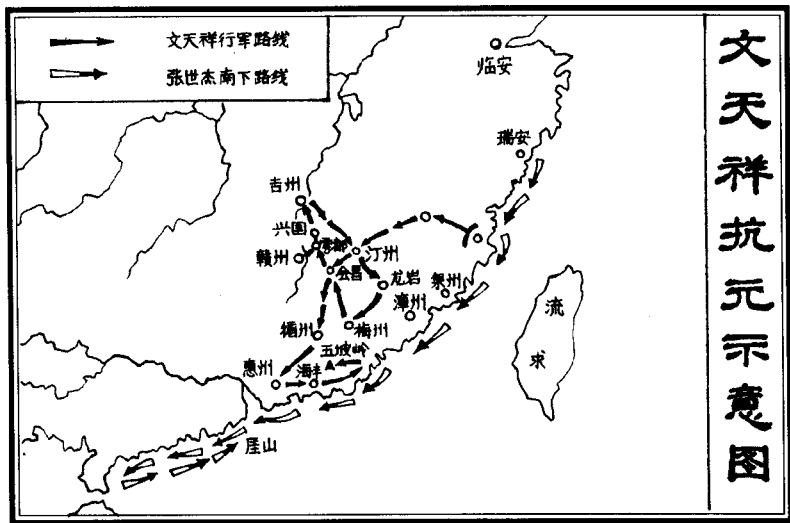 文天祥抗元示意图
文天祥行军路线
张世杰南下路线
临安
瑞安
吉州
兴国
雩都
赣州
汀州
会昌
龙岩
泉州
漳州
梅州
循州
五坡岭
惠州
海丰
崖山
流求